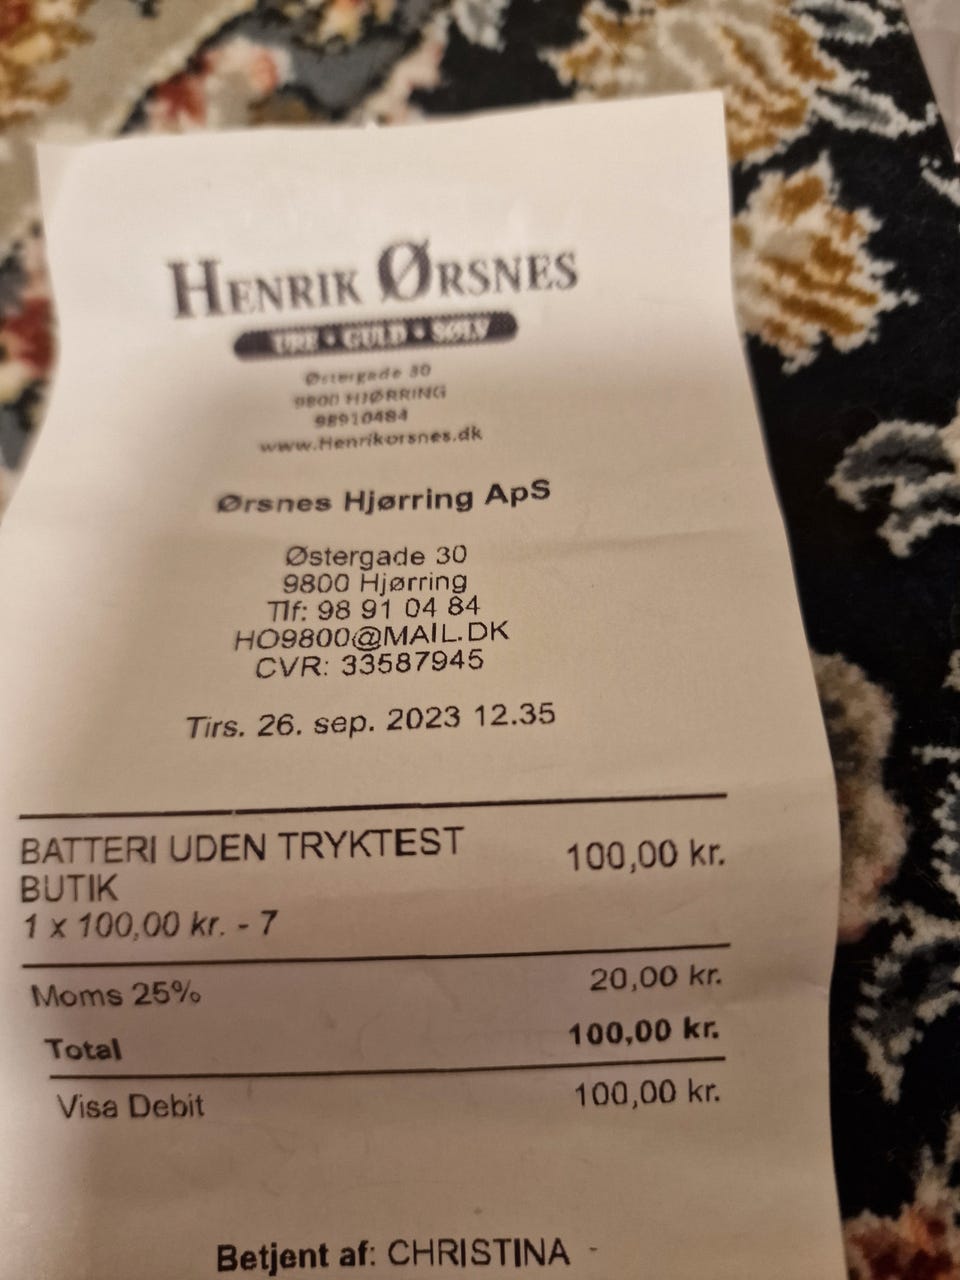 HENRIK ØRSNES
URE • GULD • SØLV
Østergade 30
9800 HJØRRING
98910484
www.Henrikorsnes.dk
Ørsnes Hjørring ApS
Østergade 30
9800 Hjørring
Tlf: 98 91 04 84
HO9800@MAIL.DK
CVR: 33587945
Tirs. 26. sep. 2023 12.35
BATTERI UDEN TRYKTEST 100,00 kr.
BUTIK
1 x 100,00 kr. - 7
Moms 25% 20,00 kr.
Total 100,00 kr.
Visa Debit 100,00 kr.
Betjent af: CHRISTINA -